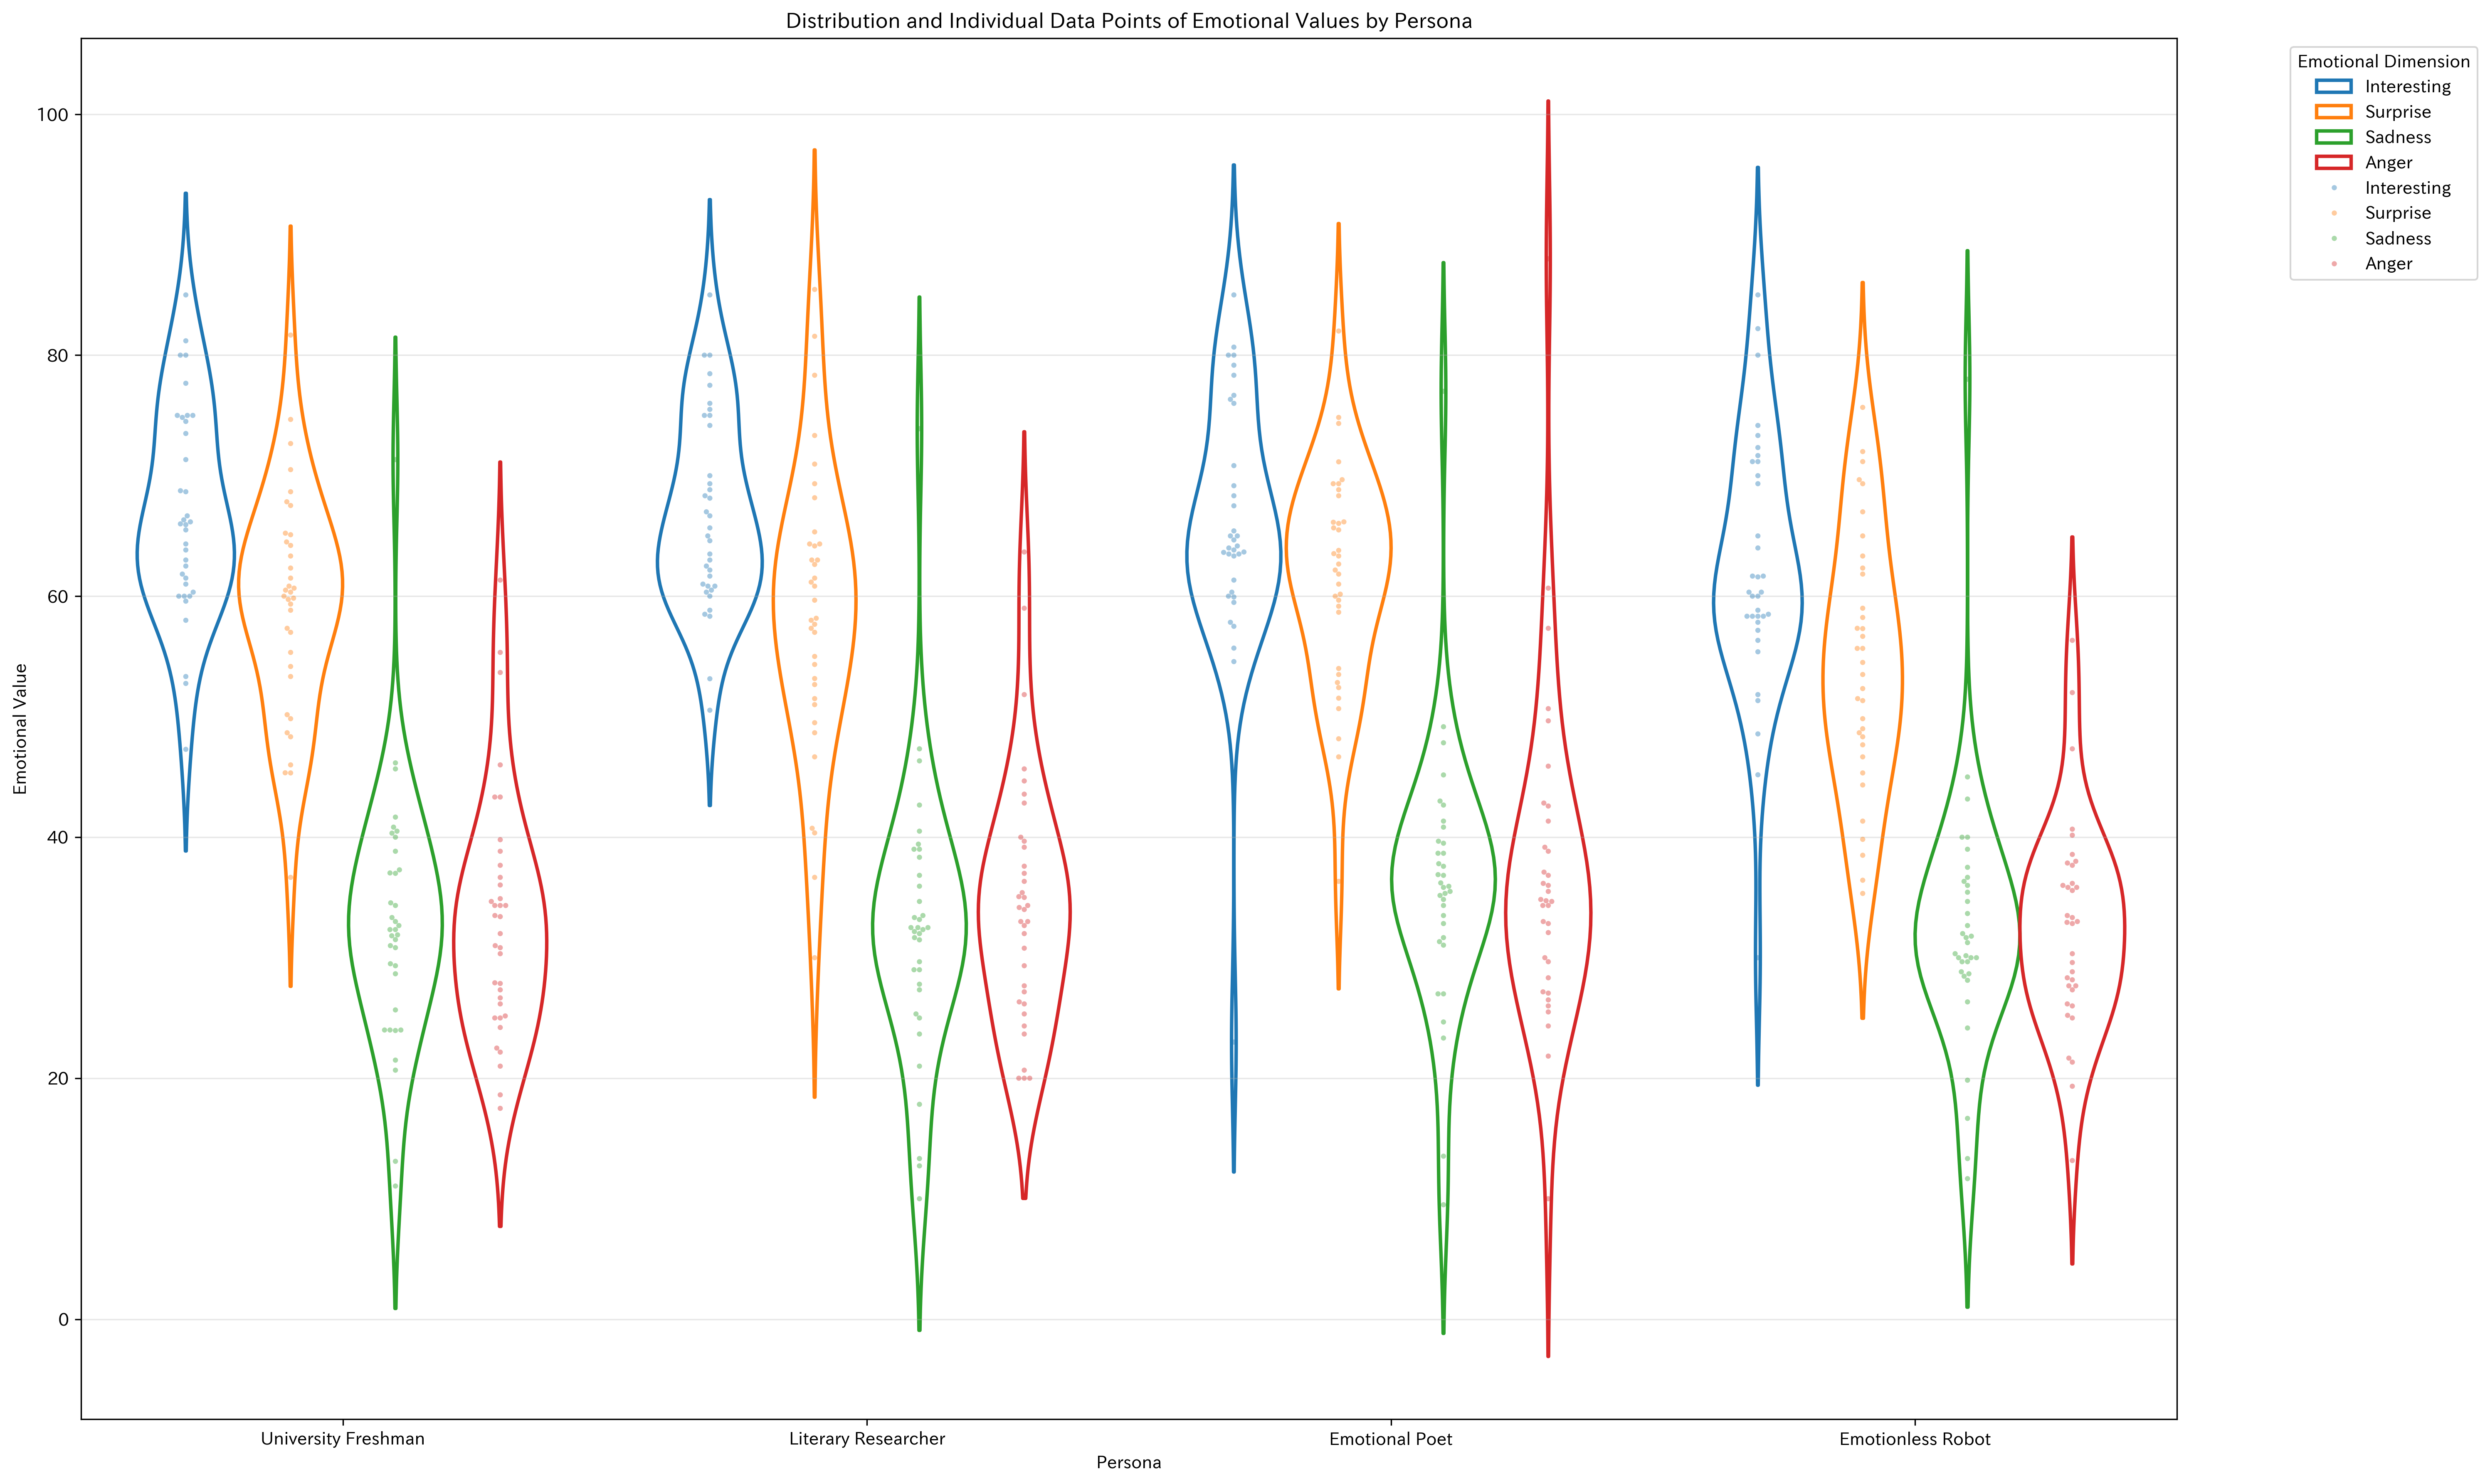 Distribution and Individual Data Points of Emotional Values by Persona
Emotional Dimension
Interesting
Surprise
Sadness
Anger
Interesting
Surprise
Sadness
Anger
Emotional Value
100
80
60
40
20
0
University Freshman
Literary Researcher
Emotional Poet
Emotionless Robot
Persona